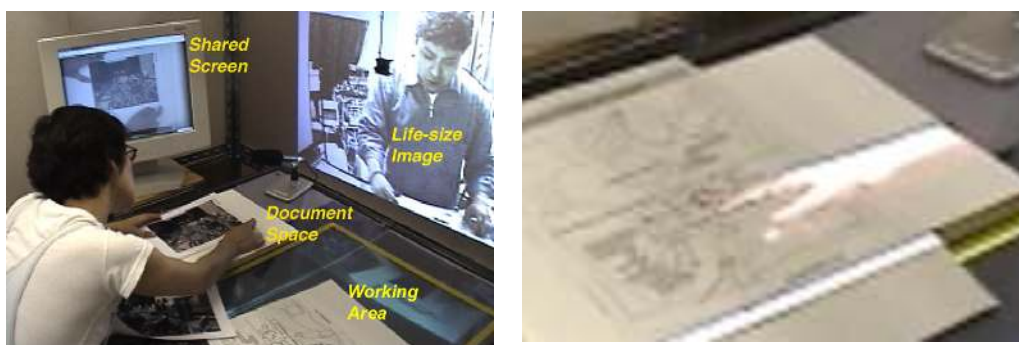 Shared
Screen
Life-size
Image
Document
Space
Working
Area